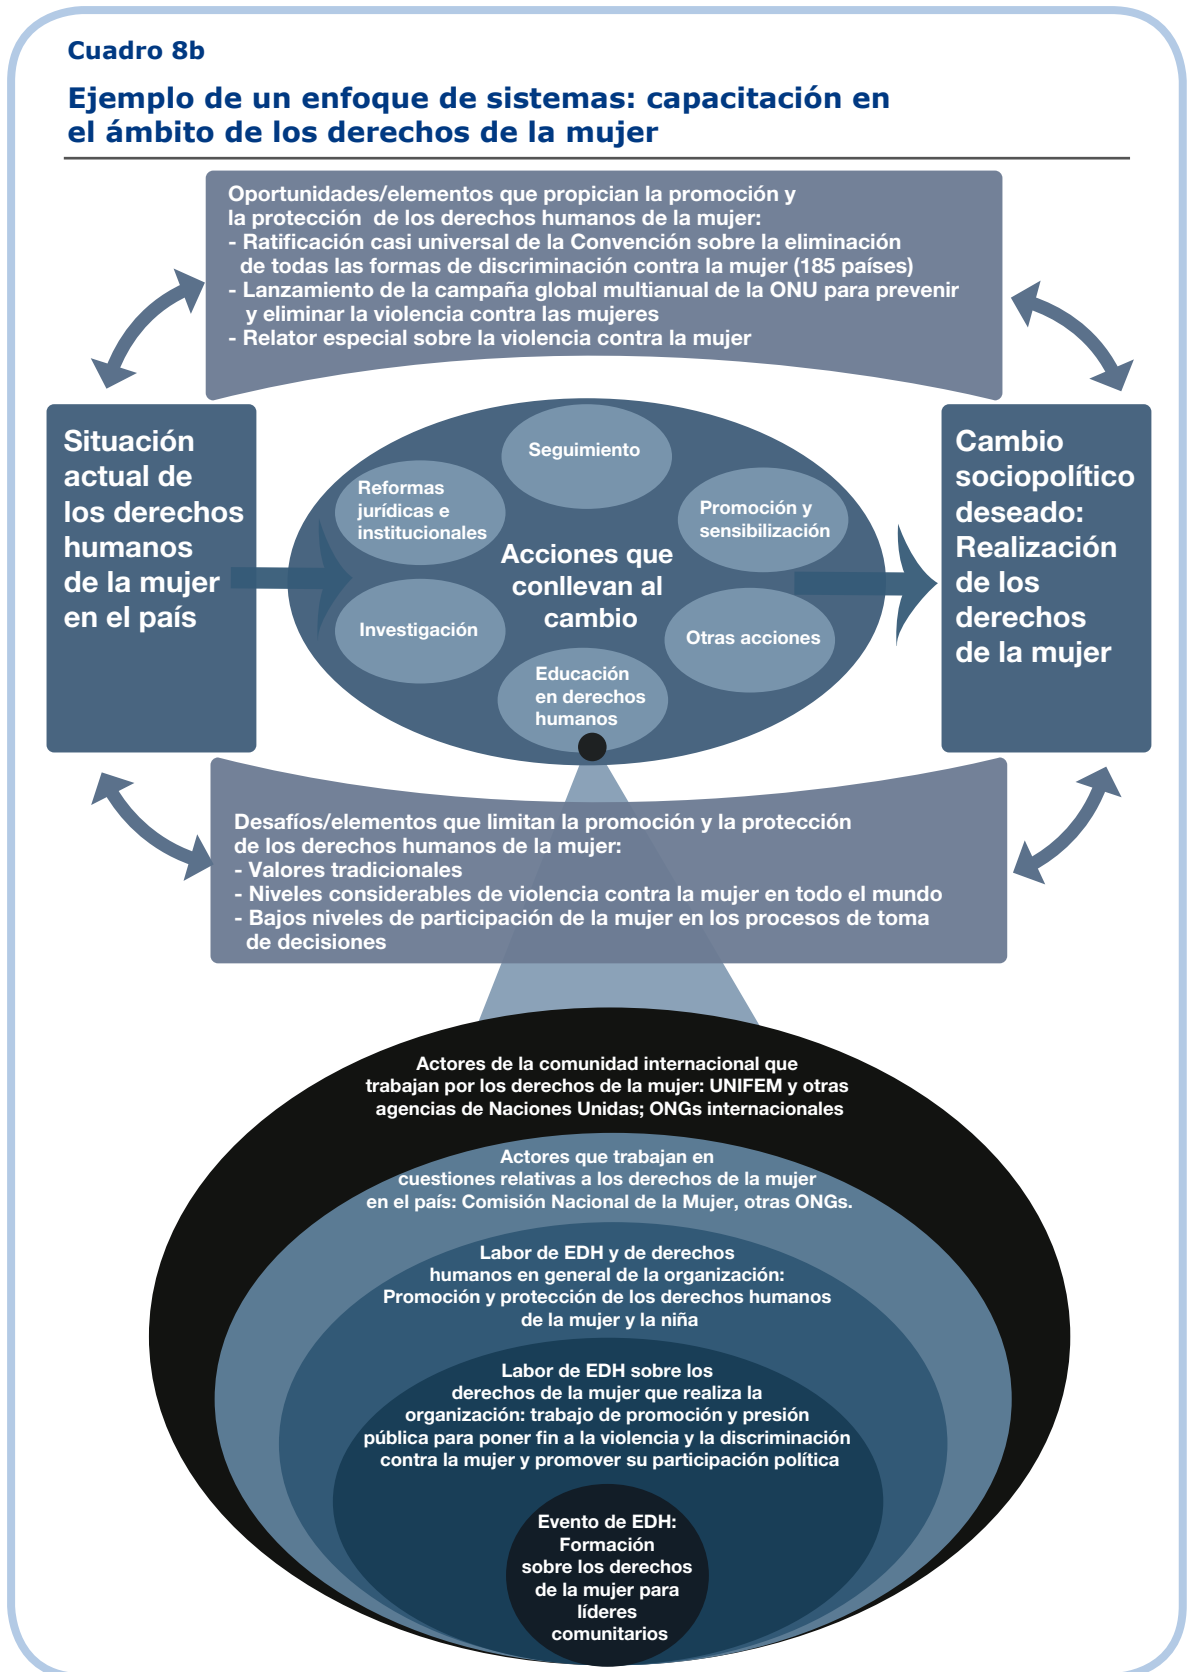 Cuadro 8b
Ejemplo de un enfoque de sistemas: capacitación en
el ámbito de los derechos de la mujer
Oportunidades/elementos que propician la promoción y
la protección de los derechos humanos de la mujer:
- Ratificación casi universal de la Convención sobre la eliminación
de todas las formas de discriminación contra la mujer (185 países)
- Lanzamiento de la campaña global multianual de la ONU para prevenir
y eliminar la violencia contra las mujeres
- Relator especial sobre la violencia contra la mujer
Situación
actual de
los derechos
humanos
de la mujer
en el país
Seguimiento
Reformas
jurídicas e
institucionales
Promoción y
sensibilización
Acciones que
conllevan al
cambio
Investigación
Otras acciones
Educación
en derechos
humanos
Cambio
sociopolítico
deseado:
Realización
de los
derechos
de la mujer
Desafíos/elementos que limitan la promoción y la protección
de los derechos humanos de la mujer:
- Valores tradicionales
- Niveles considerables de violencia contra la mujer en todo el mundo
- Bajos niveles de participación de la mujer en los procesos de toma
de decisiones
Actores de la comunidad internacional que
trabajan por los derechos de la mujer: UNIFEM y otras
agencias de Naciones Unidas; ONGs internacionales
Actores que trabajan en
cuestiones relativas a los derechos de la mujer
en el país: Comisión Nacional de la Mujer, otras ONGs.
Labor de EDH y de derechos
humanos en general de la organización:
Promoción y protección de los derechos humanos
de la mujer y la niña
Labor de EDH sobre los
derechos de la mujer que realiza la
organización: trabajo de promoción y presión
pública para poner fin a la violencia y la discriminación
contra la mujer y promover su participación política
Evento de EDH:
Formación
sobre los derechos
de la mujer para
líderes
comunitarios